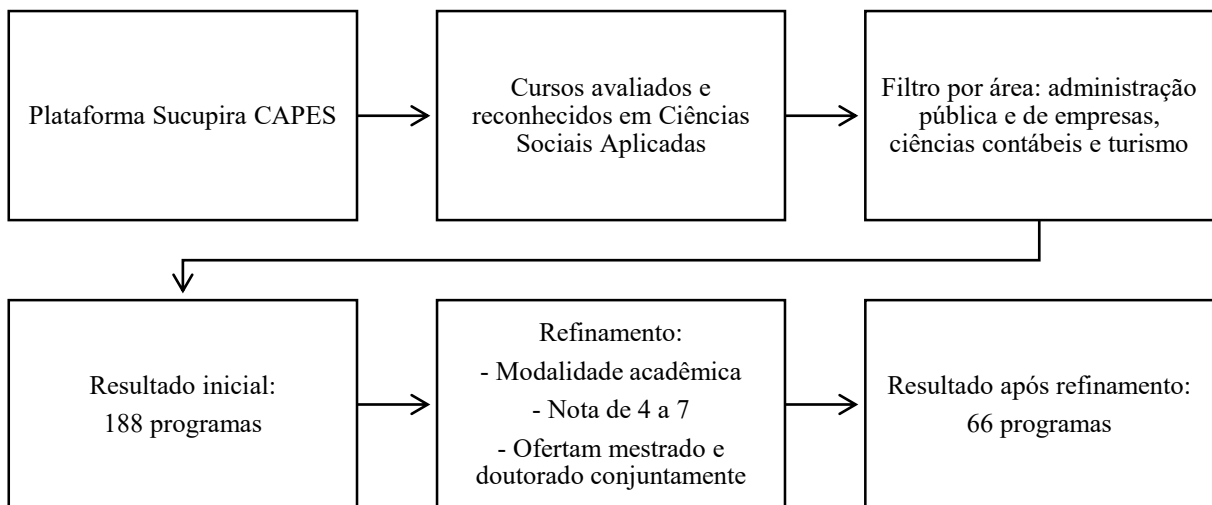 Plataforma Sucupira CAPES
Cursos avaliados e
reconhecidos em Ciências
Sociais Aplicadas
Filtro por área: administração
pública e de empresas,
ciências contábeis e turismo
Resultado inicial:
188 programas
Refinamento:
- Modalidade acadêmica
- Nota de 4 a 7
- Ofertam mestrado e
doutorado conjuntamente
Resultado após refinamento:
66 programas